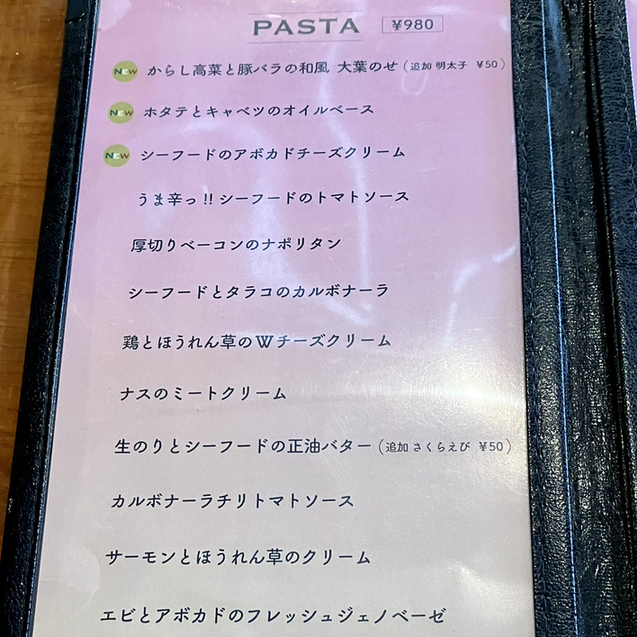 PASTA ¥980
NEW からし高菜と豚バラの和風 大葉のせ (追加 明太子 ¥50)
NEW ホタテとキャベツのオイルベース
NEW シーフードのアボカドチーズクリーム
うま辛っ!!シーフードのトマトソース
厚切りベーコンのナポリタン
シーフードとタラコのカルボナーラ
鶏とほうれん草のWチーズクリーム
ナスのミートクリーム
生のりとシーフードの正油バター (追加 さくらえび ¥50)
カルボナーラチリトマトソース
サーモンとほうれん草のクリーム
エビとアボカドのフレッシュジェノベーゼ